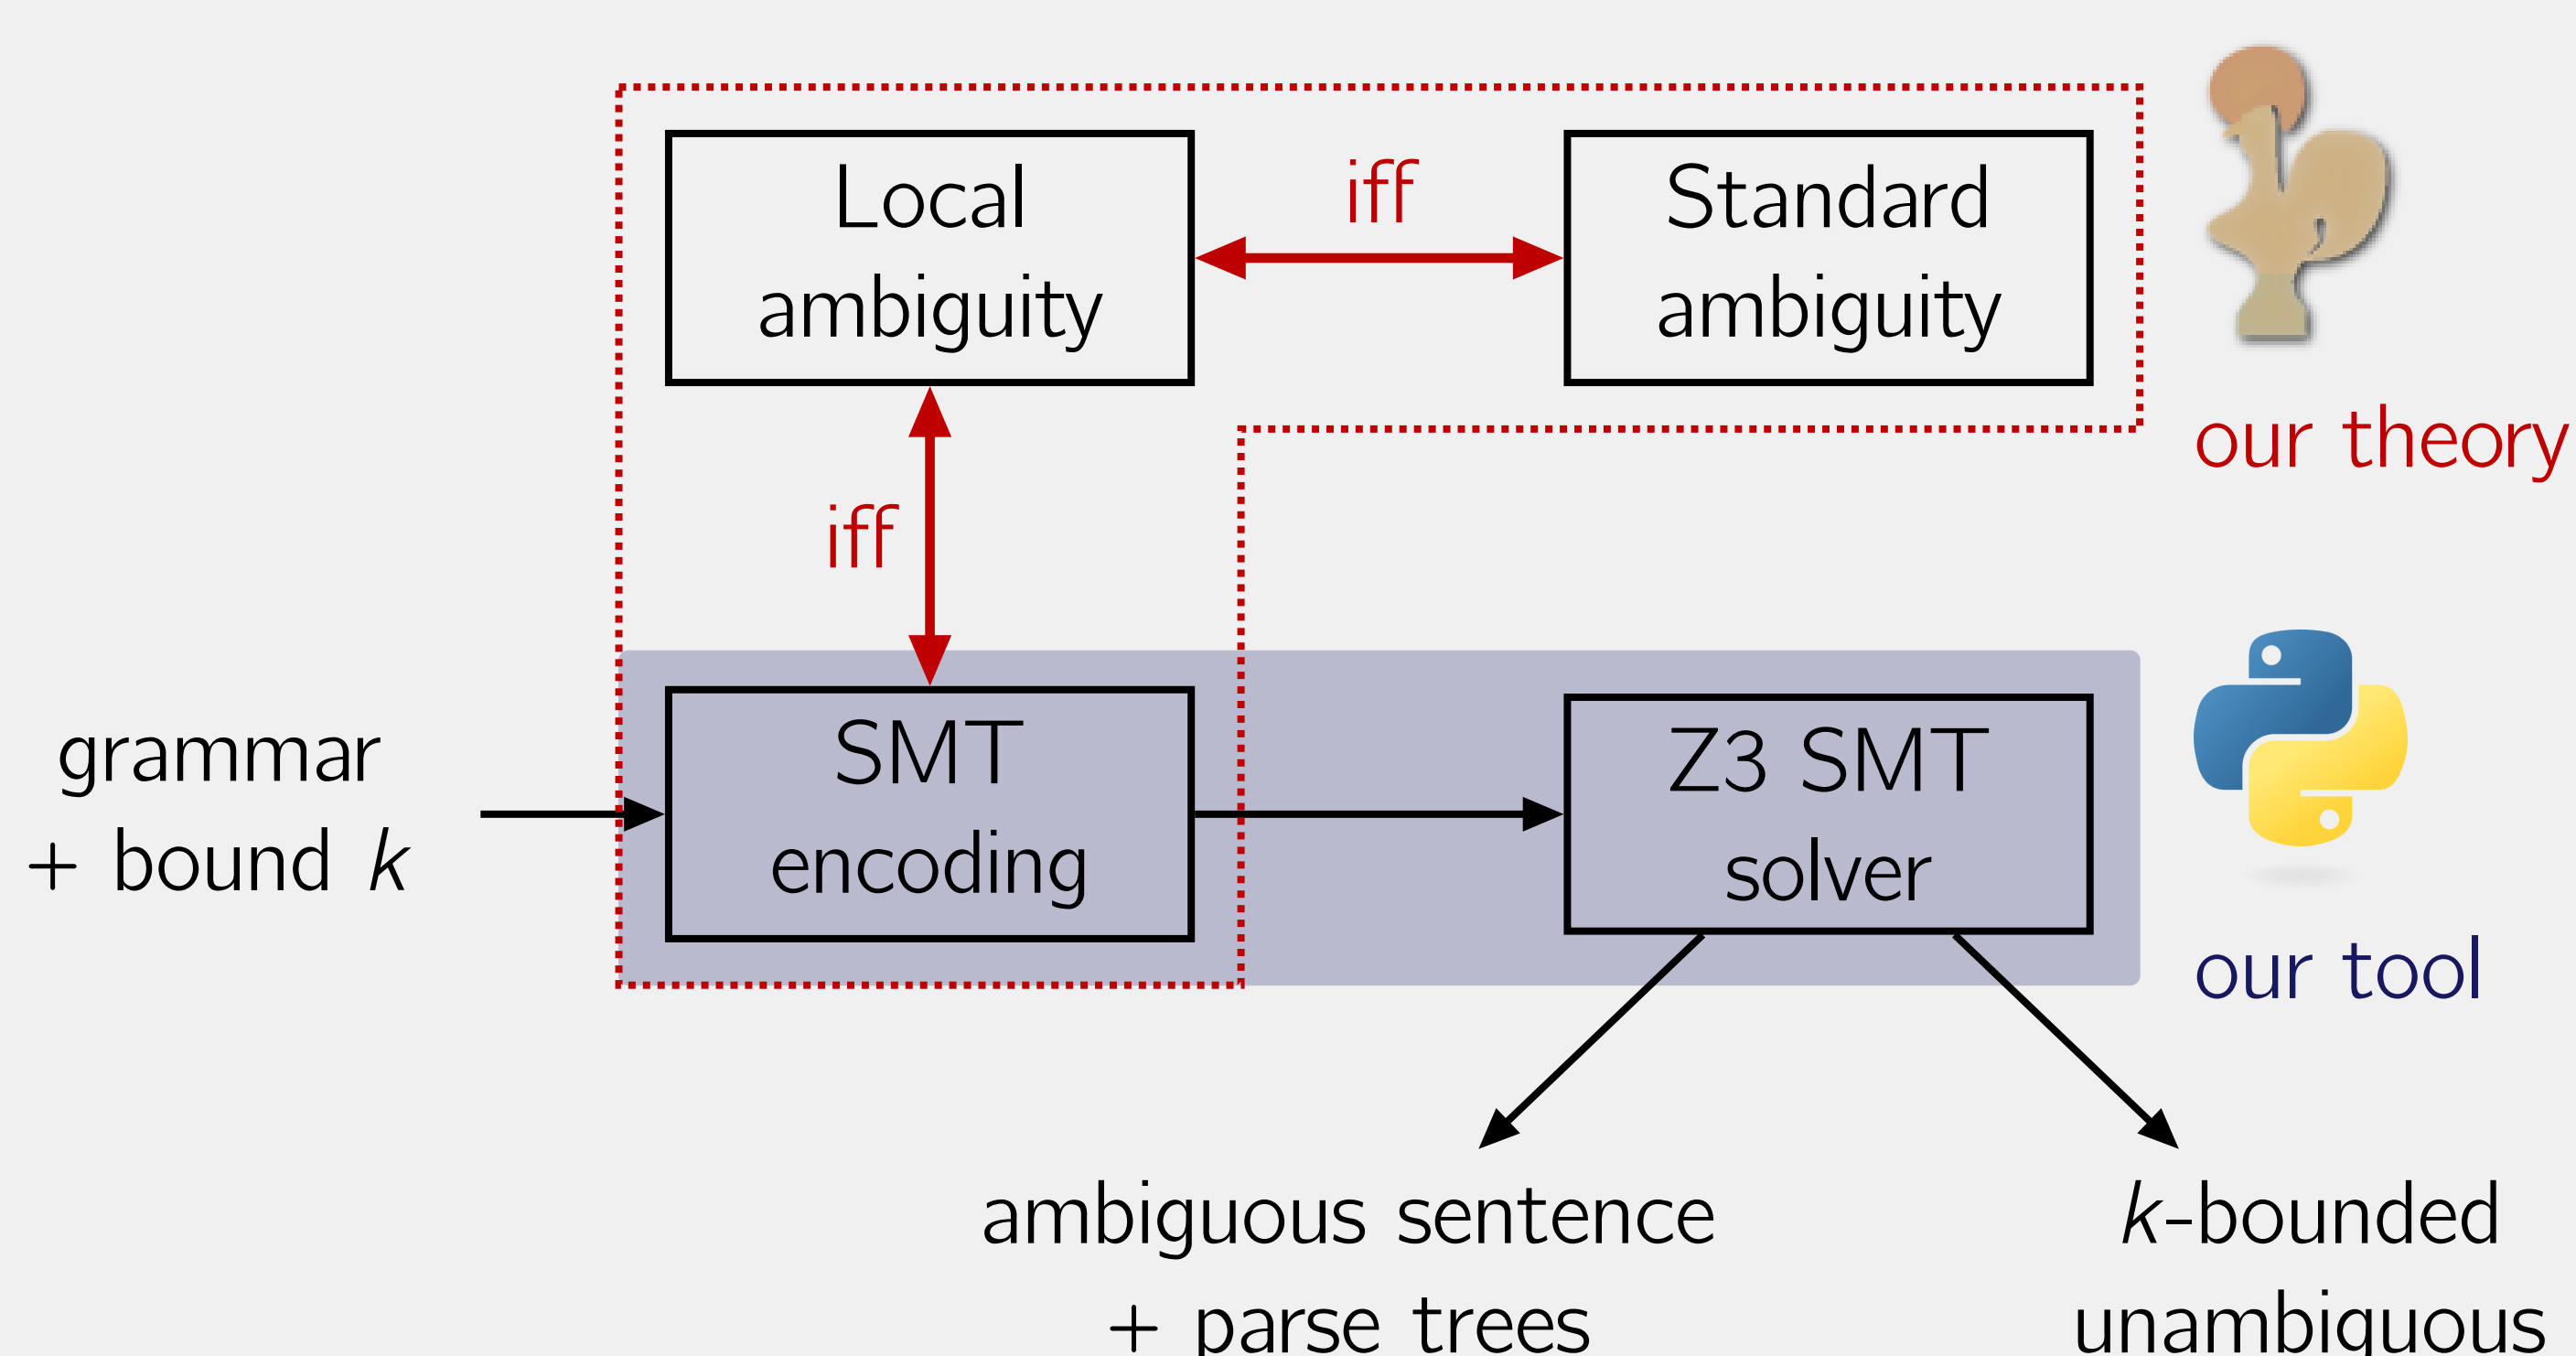 Local
ambiguity
iff
Standard
ambiguity
our theory
iff
grammar
+ bound k
SMT
encoding
Z3 SMT
solver
our tool
ambiguous sentence
+ parse trees
k-bounded
unambiguous